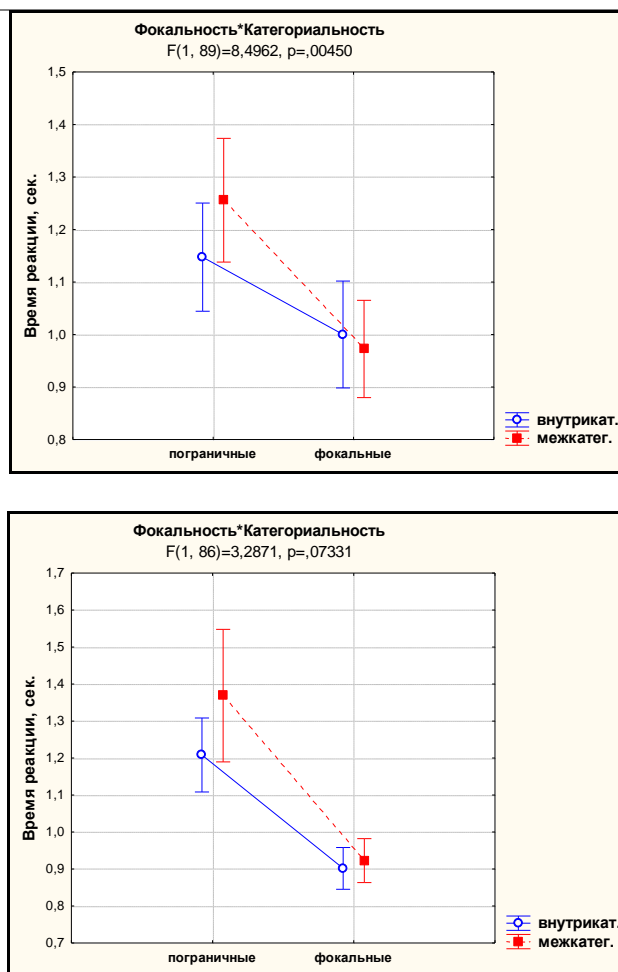 Фокальность*Категориальность
F(1, 89)=8,4962, p=,00450
1,5
1,4
1,3
1,2
1,1
1,0
0,9
0,8
Время реакции, сек.
пограничные фокальные
внутрикат.
межкатег.
Фокальность*Категориальность
F(1, 86)=3,2871, p=,07331
1,7
1,6
1,5
1,4
1,3
1,2
1,1
1,0
0,9
0,8
0,7
Время реакции, сек.
пограничные фокальные
внутрикат.
межкатег.